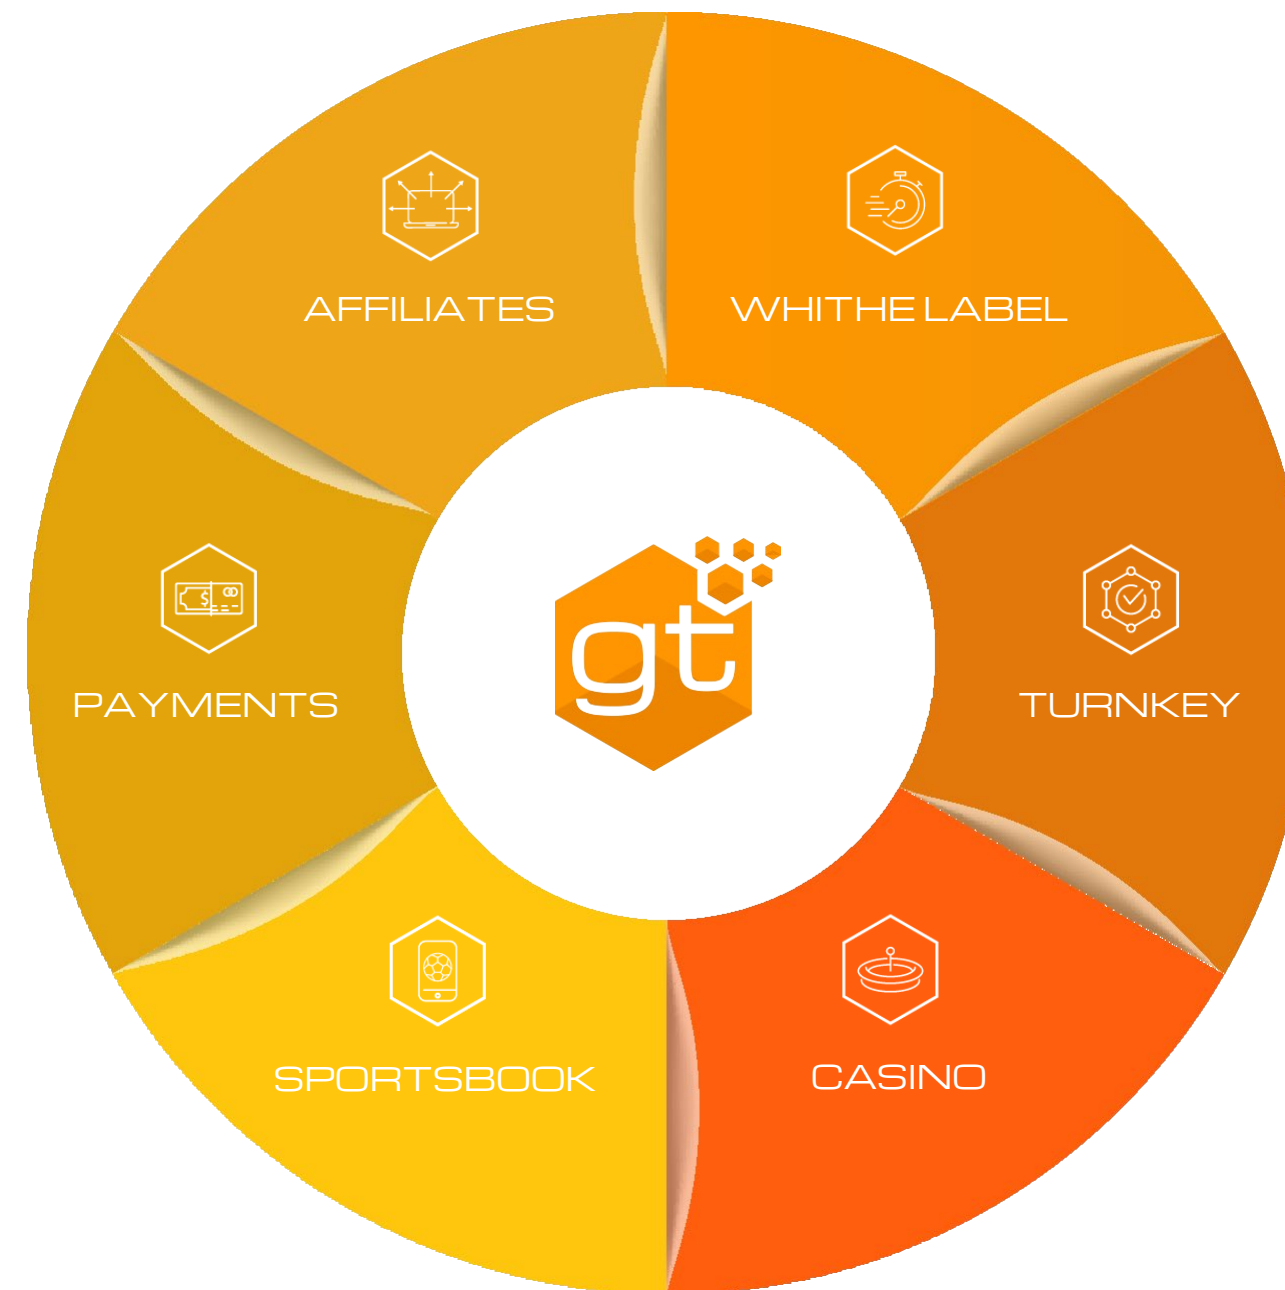 AFFILIATES
WHITHE LABEL
PAYMENTS
$
gt
TURNKEY
SPORTSBOOK
CASINO